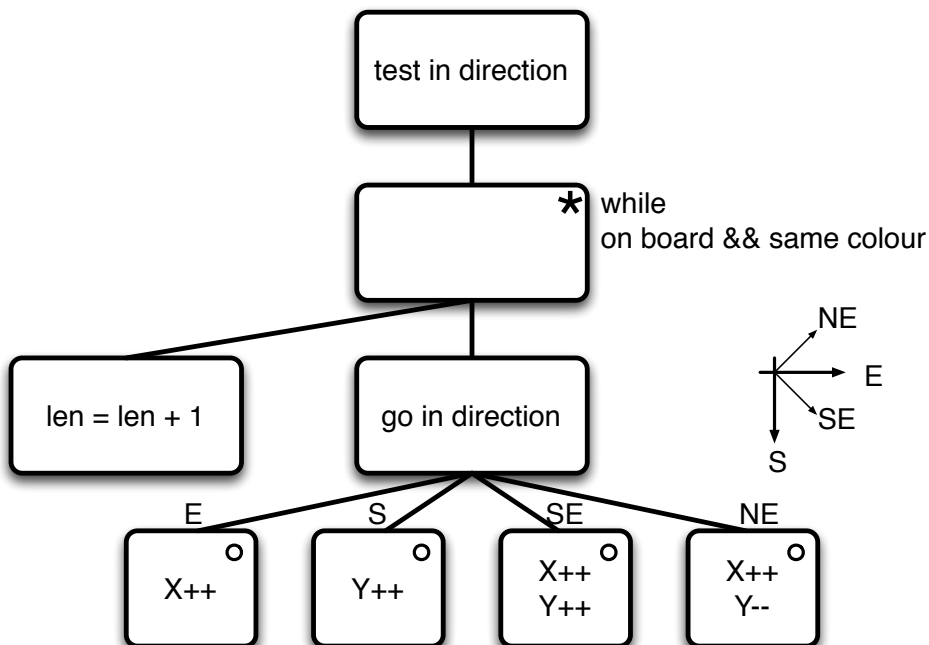 test in direction
*
while
on board && same colour
NE
E
SE
S
len = len + 1
go in direction
E
S
SE
NE
X++
Y++
X++
Y++
X++
Y--